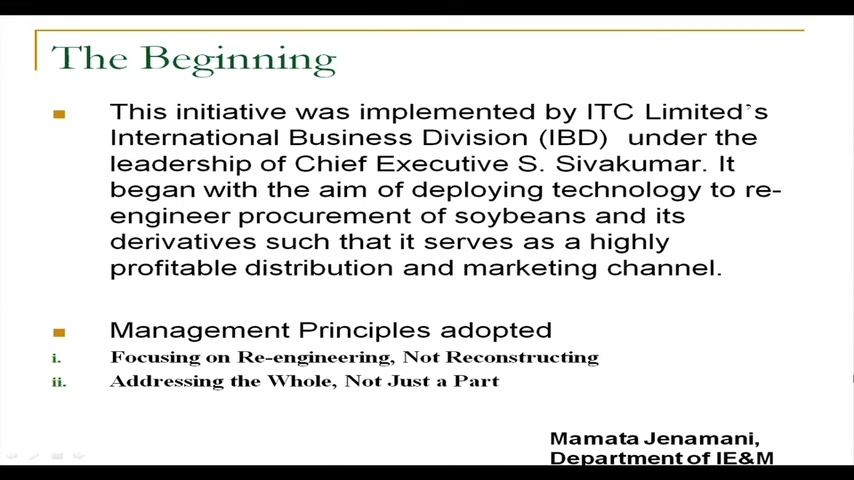 The Beginning
This initiative was implemented by ITC Limited's
International Business Division (IBD) under the
leadership of Chief Executive S. Sivakumar. It
began with the aim of deploying technology to re-
engineer procurement of soybeans and its
derivatives such that it serves as a highly
profitable distribution and marketing channel.
Management Principles adopted
i. Focusing on Re-engineering, Not Reconstructing
ii. Addressing the Whole, Not Just a Part
Mamata Jenamani,
Department of IE&M